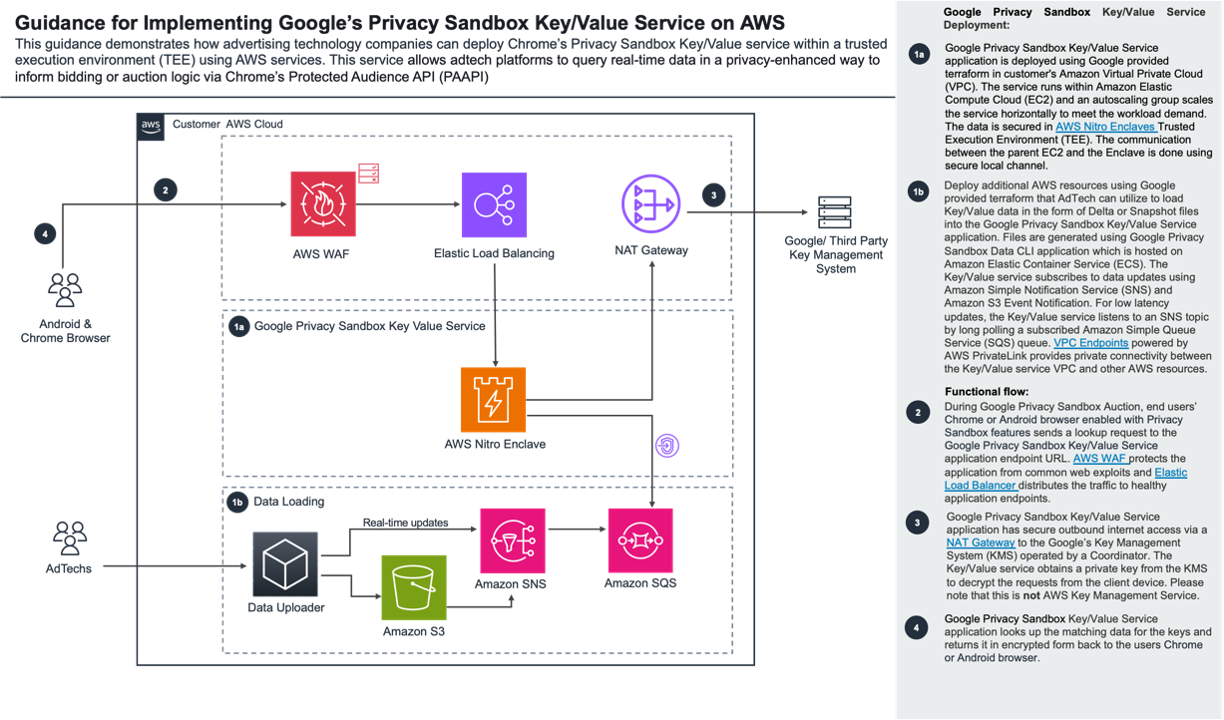 Guidance for Implementing Google's Privacy Sandbox Key/Value Service on AWS
This guidance demonstrates how advertising technology companies can deploy Chrome's Privacy Sandbox Key/Value service within a trusted
execution environment (TEE) using AWS services. This service allows adtech platforms to query real-time data in a privacy-enhanced way to
inform bidding or auction logic via Chrome's Protected Audience API (PAAPI)
aws
Customer AWS Cloud
2
4
3
AWS WAF
Elastic Load Balancing
NAT Gateway
Google/ Third Party
Key Management
System
Android &
Chrome Browser
1a
Google Privacy Sandbox Key Value Service
AWS Nitro Enclave
1b
Data Loading
Real-time updates
AdTechs
Data Uploader
Amazon S3
Amazon SNS
Amazon SQS
Google Privacy Sandbox Key/Value Service
Deployment:
1a
Google Privacy Sandbox Key/Value Service
application is deployed using Google provided
terraform in customer's Amazon Virtual Private Cloud
(VPC). The service runs within Amazon Elastic
Compute Cloud (EC2) and an autoscaling group scales
the service horizontally to meet the workload demand.
The data is secured in AWS Nitro Enclaves Trusted
Execution Environment (TEE). The communication
between the parent EC2 and the Enclave is done using
secure local channel.
1b
Deploy additional AWS resources using Google
provided terraform that AdTech can utilize to load
Key/Value data in the form of Delta or Snapshot files
into the Google Privacy Sandbox Key/Value Service
application. Files are generated using Google Privacy
Sandbox Data CLI application which is hosted on
Amazon Elastic Container Service (ECS). The
Key/Value service subscribes to data updates using
Amazon Simple Notification Service (SNS) and
Amazon S3 Event Notification. For low latency
updates, the Key/Value service listens to an SNS topic
by long polling a subscribed Amazon Simple Queue
Service (SQS) queue. VPC Endpoints powered by
AWS PrivateLink provides private connectivity between
the Key/Value service VPC and other AWS resources.
Functional flow:
2
During Google Privacy Sandbox Auction, end users'
Chrome or Android browser enabled with Privacy
Sandbox features sends a lookup request to the
Google Privacy Sandbox Key/Value Service
application endpoint URL. AWS WAF protects the
application from common web exploits and Elastic
Load Balancer distributes the traffic to healthy
application endpoints.
3
Google Privacy Sandbox Key/Value Service
application has secure outbound internet access via a
NAT Gateway to the Google's Key Management
System (KMS) operated by a Coordinator. The
Key/Value service obtains a private key from the KMS
to decrypt the requests from the client device. Please
note that this is not AWS Key Management Service.
4
Google Privacy Sandbox Key/Value Service
application looks up the matching data for the keys and
returns it in encrypted form back to the users Chrome
or Android browser.